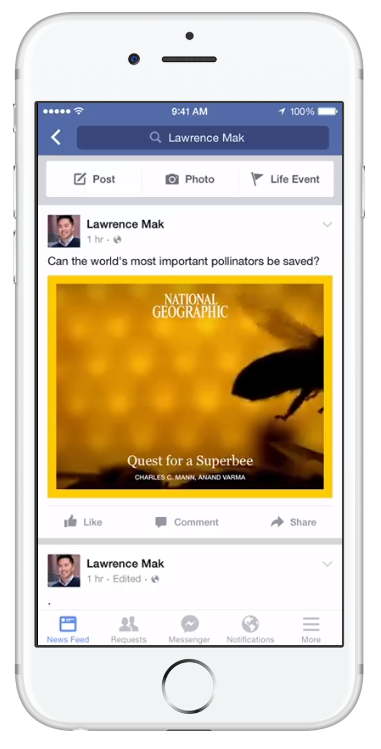 9:41 AM
100%
Lawrence Mak
Post
Photo
Life Event
Lawrence Mak
1 hr ·
Can the world's most important pollinators be saved?
NATIONAL
GEOGRAPHIC
Quest for a Superbee
CHARLES C. MANN, ANAND VARMA
Like
Comment
Share
Lawrence Mak
1 hr · Edited ·
.
News Feed
Requests
Messenger
Notifications
More